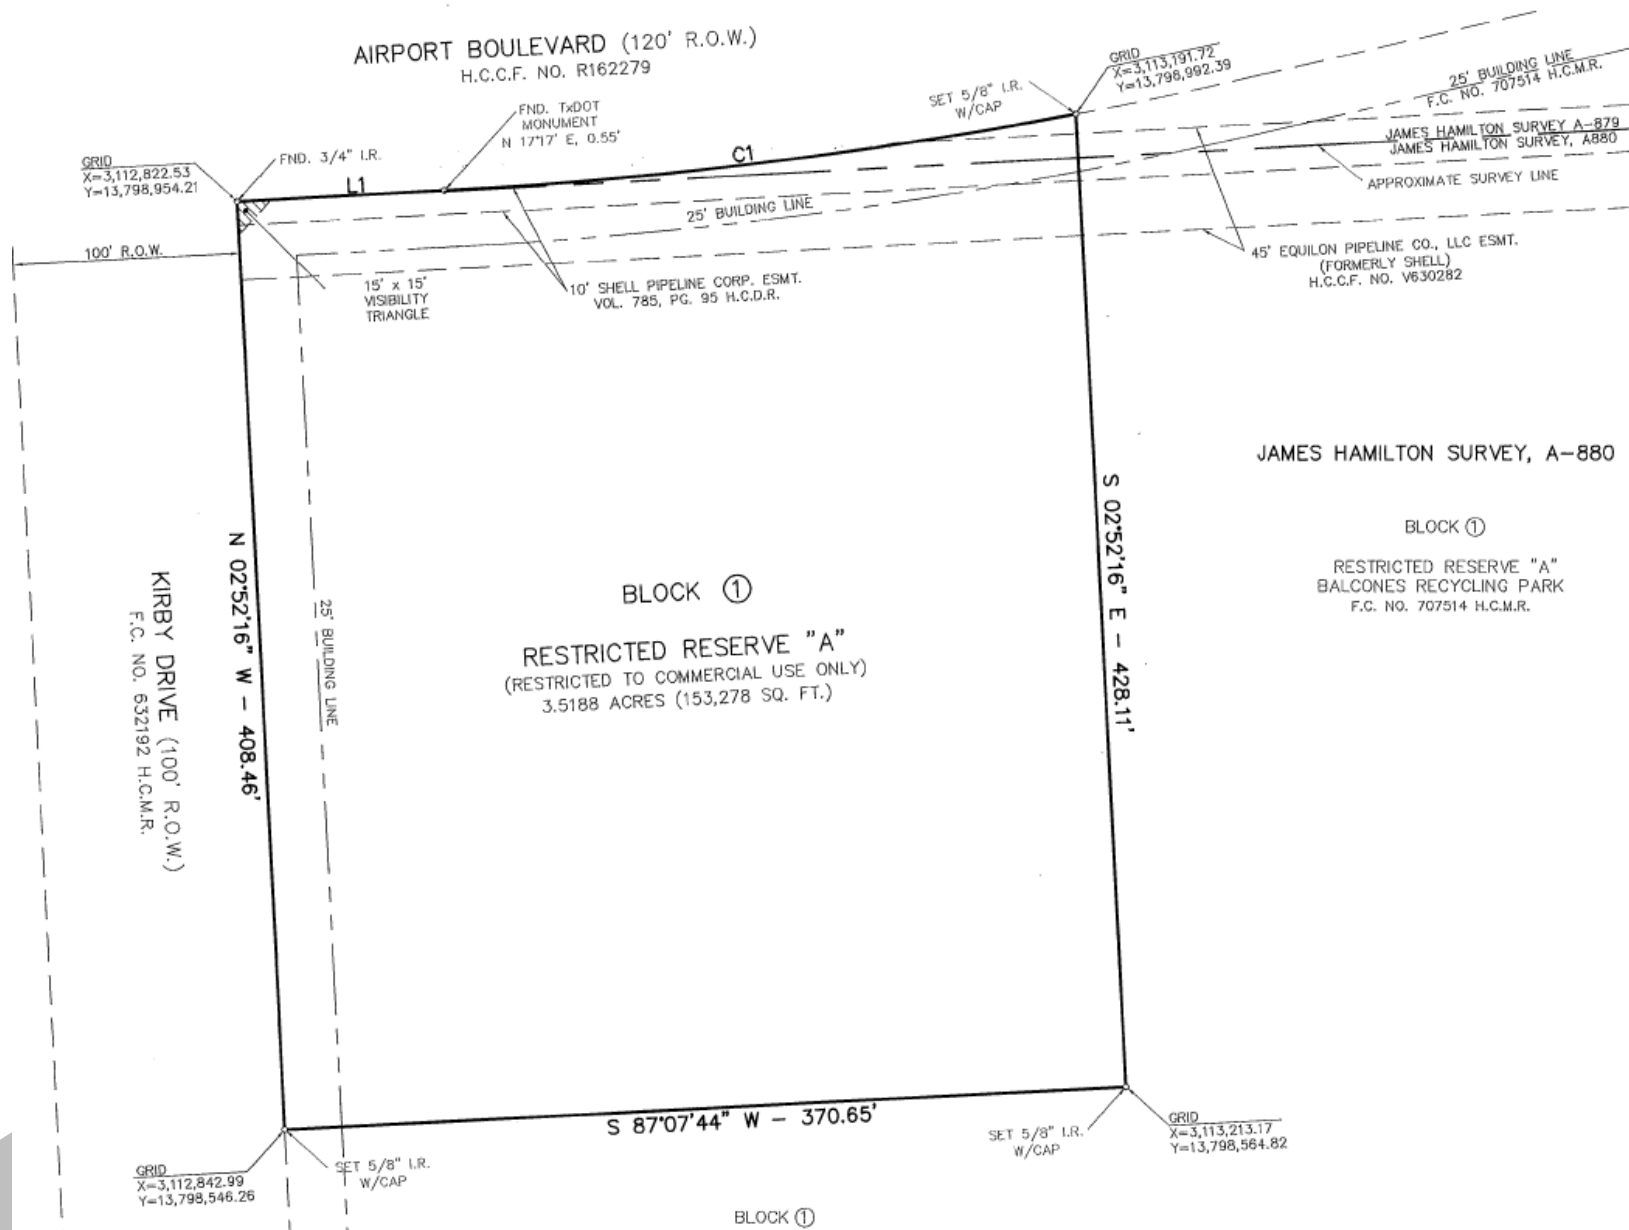 AIRPORT BOULEVARD (120' R.O.W.)
H.C.C.F. NO. R162279
GRID
X=3,113,191.72
Y=13,798,992.39
SET 5/8" I.R.
W/CAP
25' BUILDING LINE
F.C. NO. 707514 H.C.M.R.
FND. TxDOT
MONUMENT
N 17°17' E, 0.55'
JAMES HAMILTON SURVEY A-879
JAMES HAMILTON SURVEY, A880
APPROXIMATE SURVEY LINE
GRID
X=3,112,822.53
Y=13,798,954.21
FND. 3/4" I.R.
L1
C1
25' BUILDING LINE
100' R.O.W.
15' x 15'
VISIBILITY
TRIANGLE
10' SHELL PIPELINE CORP. ESMT.
VOL. 785, PG. 95 H.C.D.R.
45' EQUILON PIPELINE CO., LLC ESMT.
(FORMERLY SHELL)
H.C.C.F. NO. V630282
JAMES HAMILTON SURVEY, A-880
BLOCK 1
RESTRICTED RESERVE "A"
BALCONES RECYCLING PARK
F.C. NO. 707514 H.C.M.R.
S 02°52'16" E - 428.11'
N 02°52'16" W - 408.46'
KIRBY DRIVE (100' R.O.W.)
F.C. NO. 632192 H.C.M.R.
25' BUILDING LINE
BLOCK 1
RESTRICTED RESERVE "A"
(RESTRICTED TO COMMERCIAL USE ONLY)
3.5188 ACRES (153,278 SQ. FT.)
S 87°07'44" W - 370.65'
SET 5/8" I.R.
W/CAP
GRID
X=3,113,213.17
Y=13,798,564.82
GRID
X=3,112,842.99
Y=13,798,546.26
SET 5/8" I.R.
W/CAP
BLOCK 1